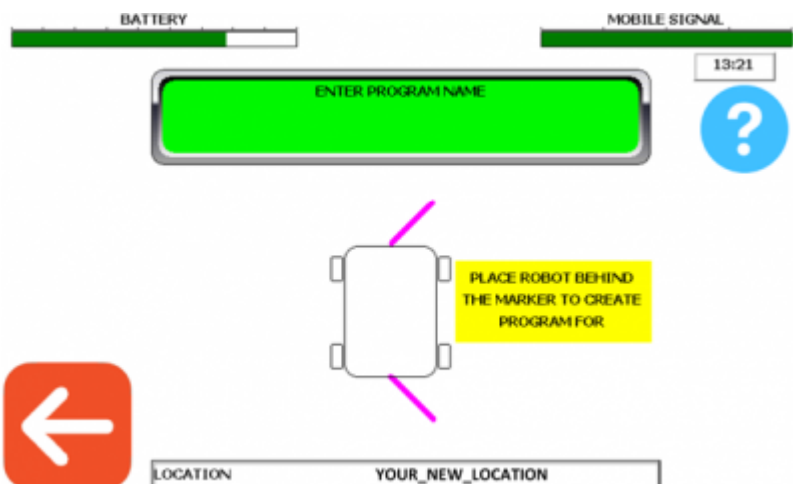 BATTERY
MOBILE SIGNAL
13:21
ENTER PROGRAM NAME
?
PLACE ROBOT BEHIND
THE MARKER TO CREATE
PROGRAM FOR
LOCATION YOUR_NEW_LOCATION